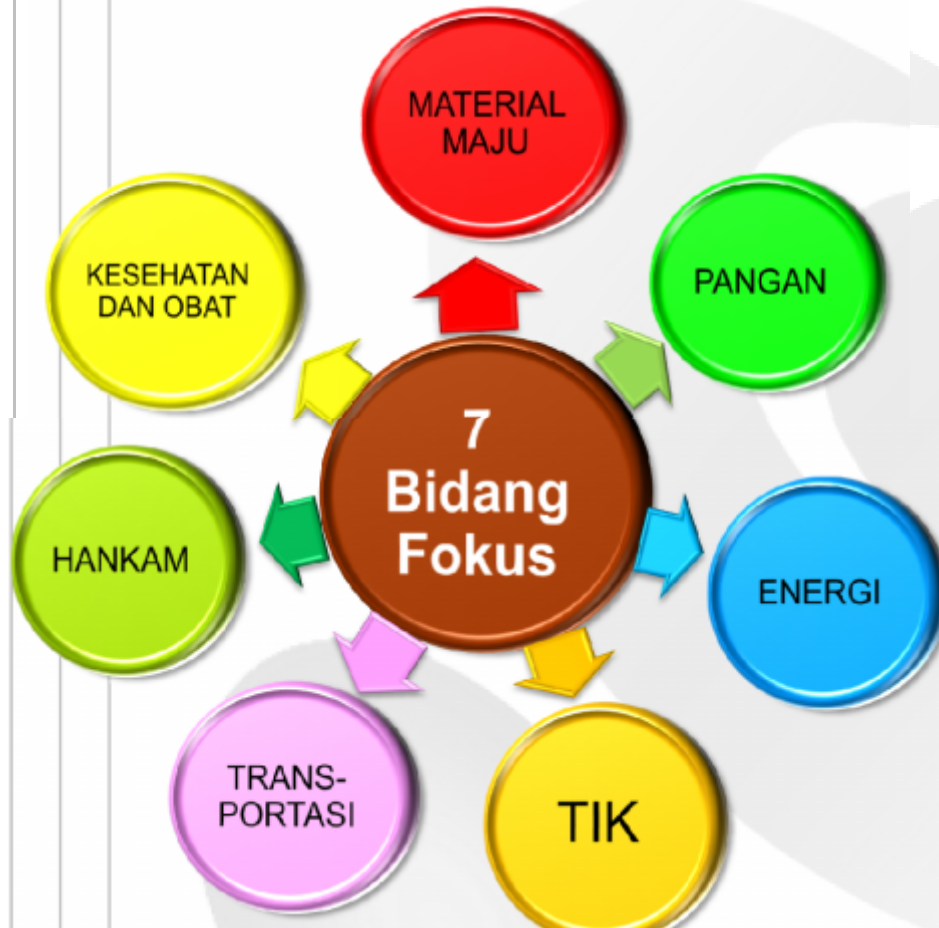 MATERIAL
MAJU
PANGAN
ENERGI
TIK
TRANS-
PORTASI
HANKAM
KESEHATAN
DAN OBAT
7
Bidang
Fokus